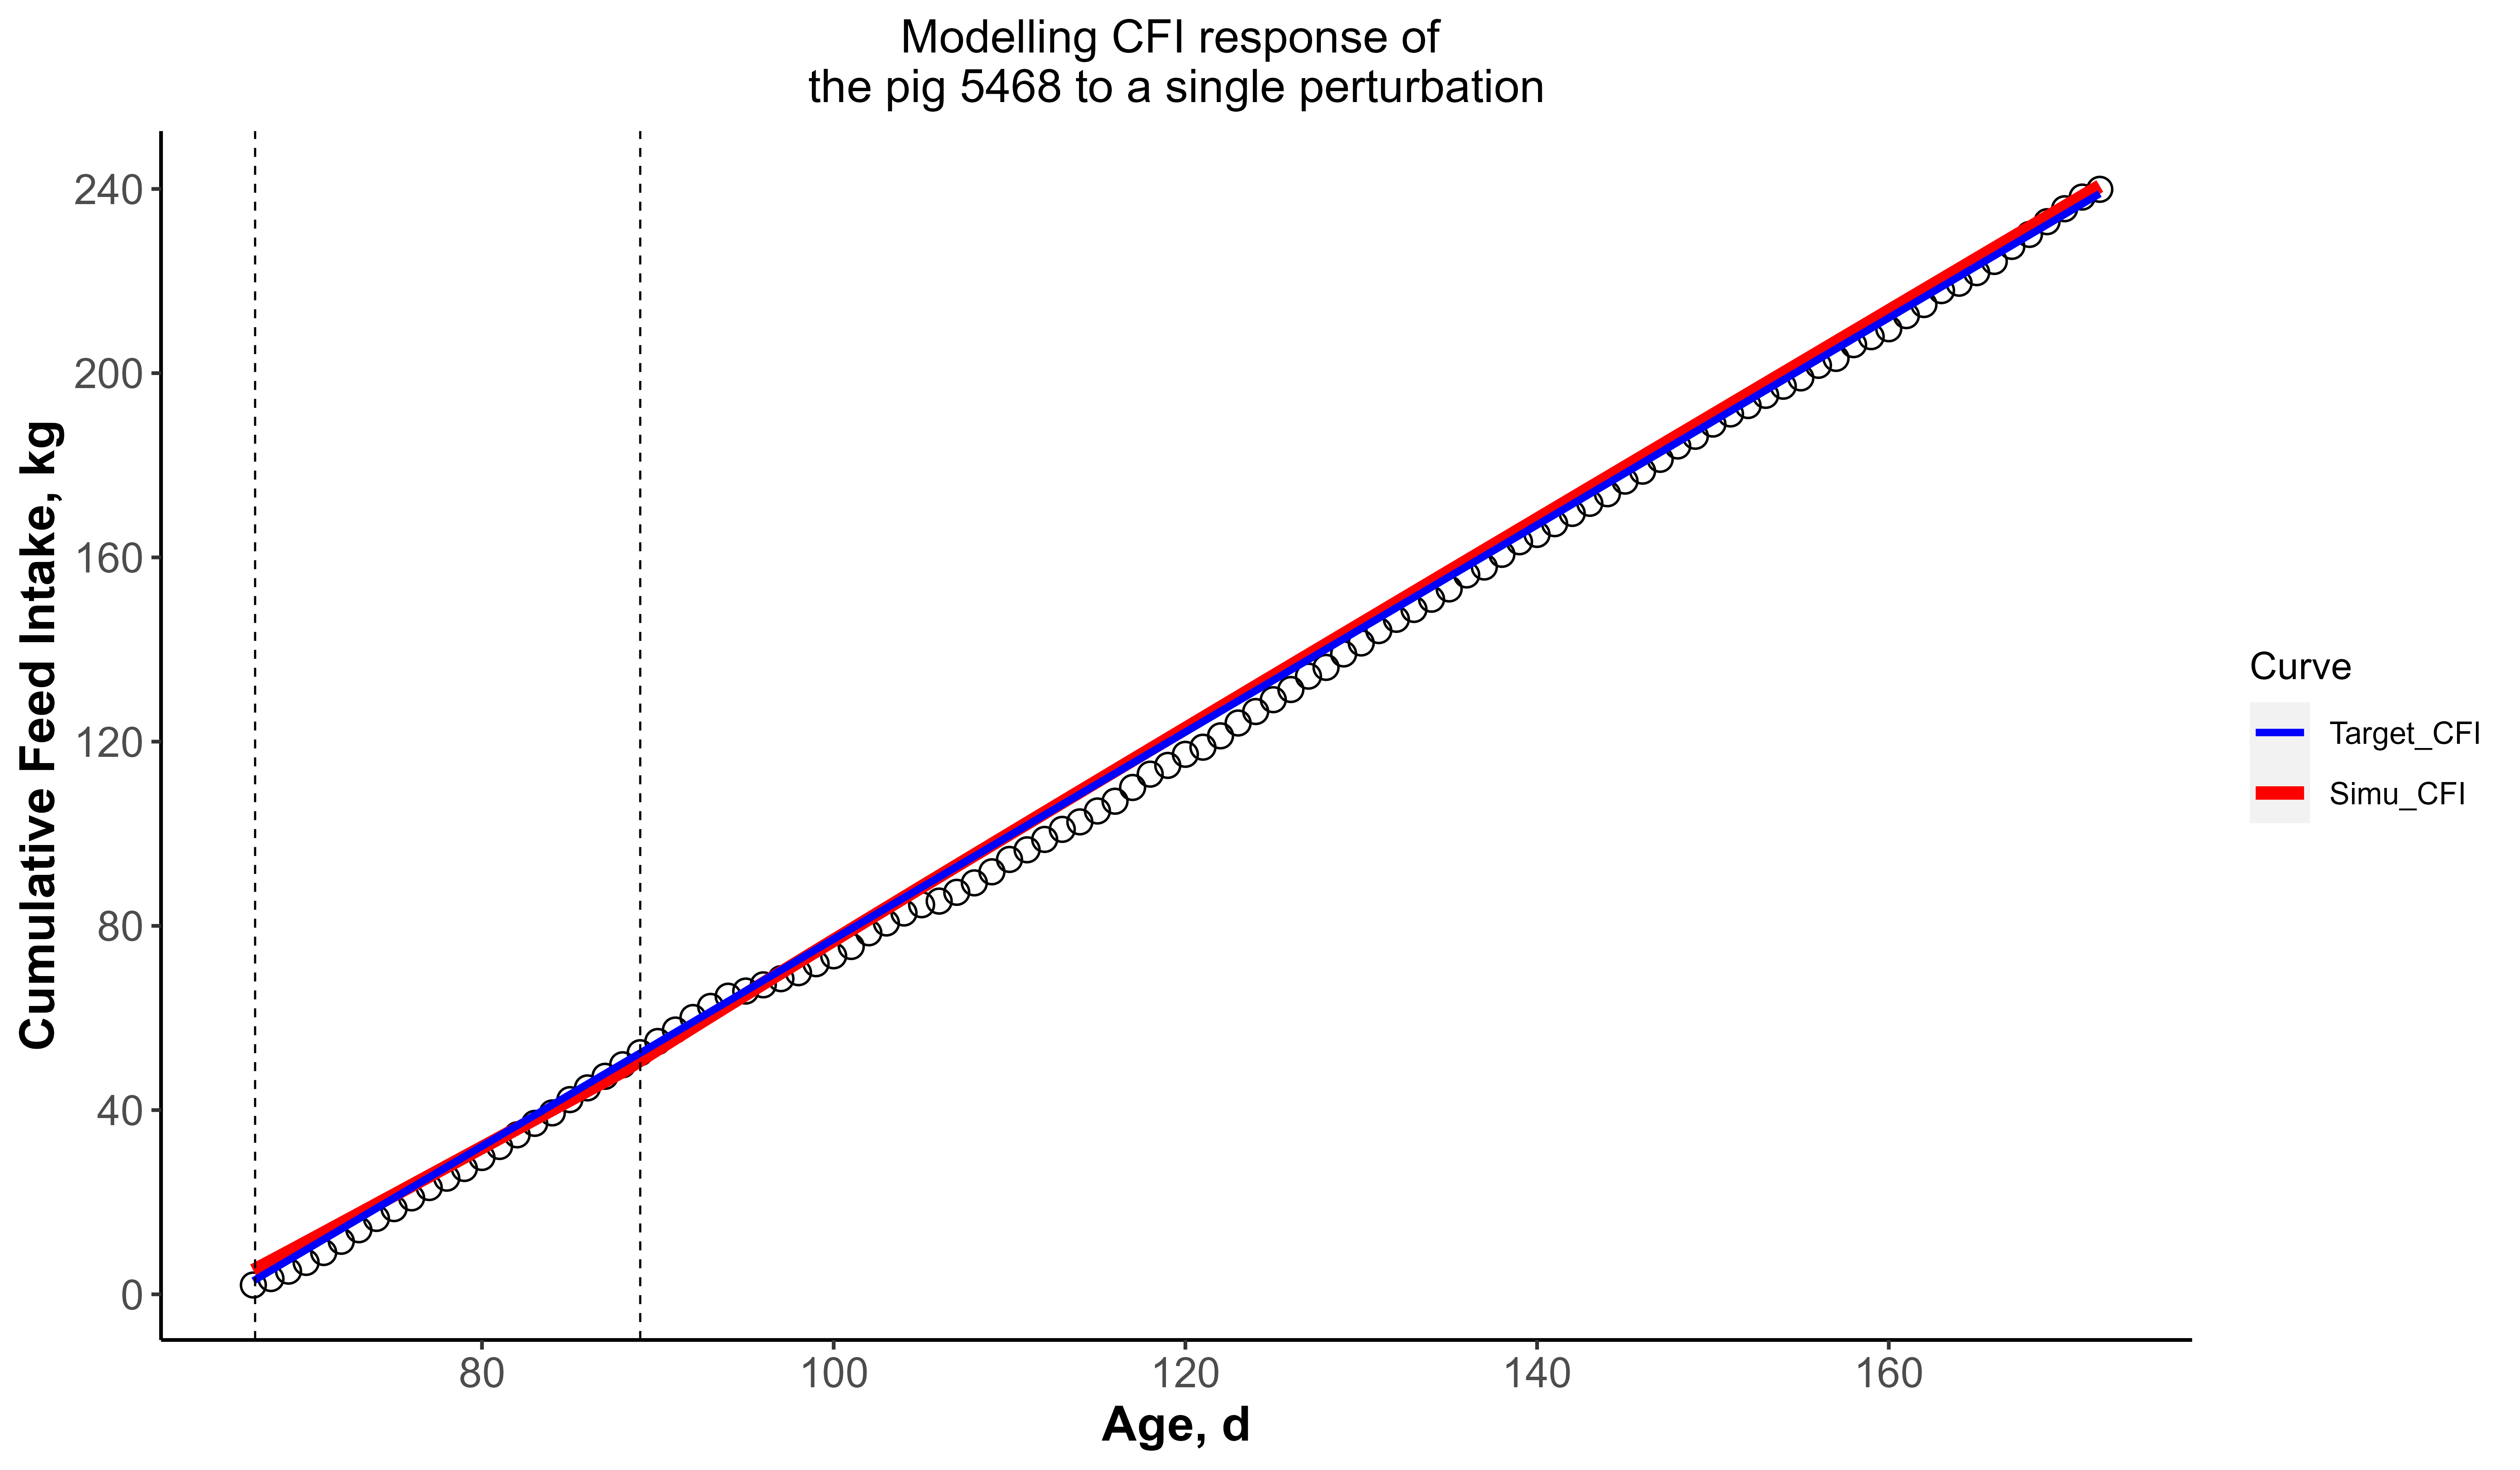 Modelling CFI response of
the pig 5468 to a single perturbation
Cumulative Feed Intake, kg
240
200
160
120
80
40
0
80
100
120
140
160
Age, d
Curve
Target_CFI
Simu_CFI